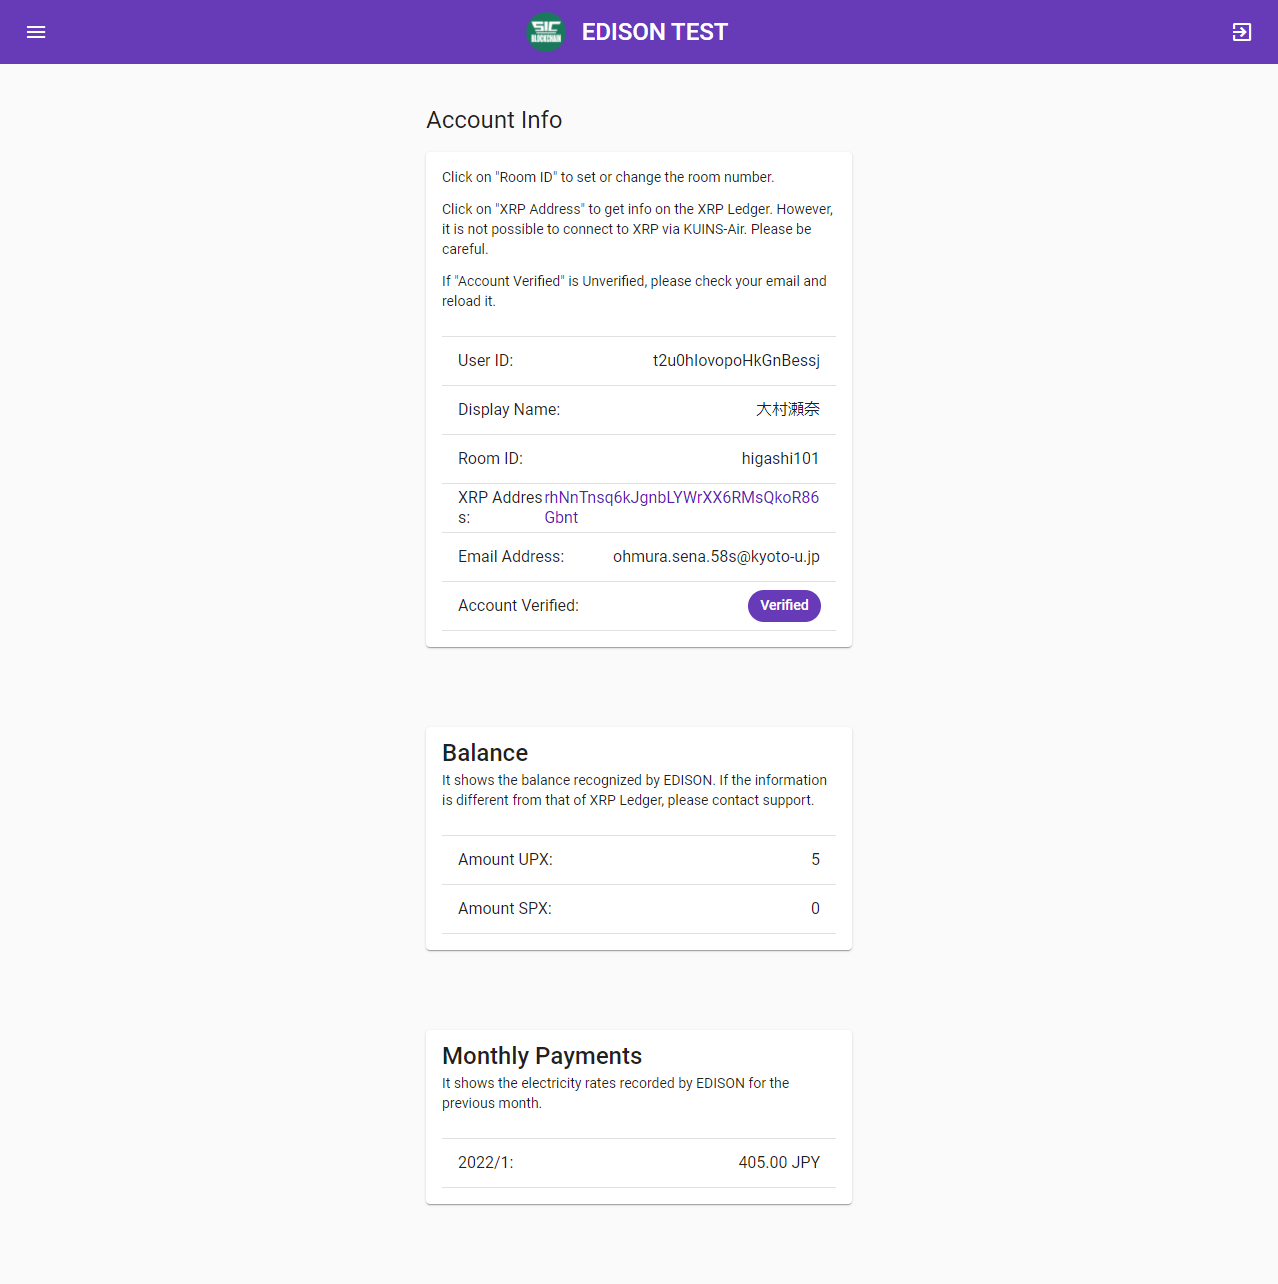 SIC
BLOCKCHAIN
EDISON TEST
Account Info
Click on "Room ID" to set or change the room number.
Click on "XRP Address" to get info on the XRP Ledger. However,
it is not possible to connect to XRP via KUINS-Air. Please be
careful.
If "Account Verified" is Unverified, please check your email and
reload it.
User ID: t2u0hIovopoHkGnBessj
Display Name: 大村瀬奈
Room ID: higashi101
XRP Addres rhNnTnsq6kJgnbLYWrXX6RMsQkoR86
s: Gbnt
Email Address: ohmura.sena.58s@kyoto-u.jp
Account Verified: Verified
Balance
It shows the balance recognized by EDISON. If the information
is different from that of XRP Ledger, please contact support.
Amount UPX: 5
Amount SPX: 0
Monthly Payments
It shows the electricity rates recorded by EDISON for the
previous month.
2022/1: 405.00 JPY